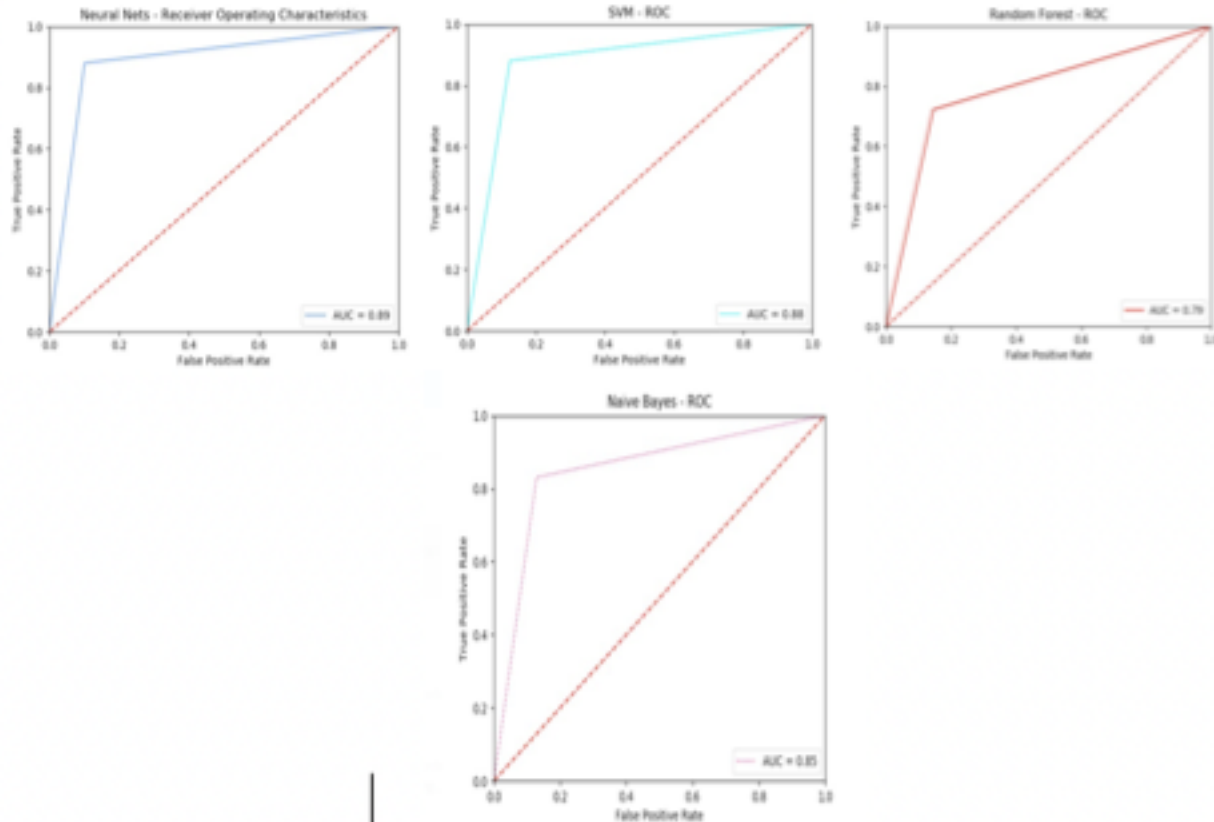 Neural Nets - Receiver Operating Characteristics
1.0
0.8
0.6
0.4
0.2
0.0
True Positive Rate
AUC = 0.89
0.0 0.2 0.4 0.6 0.8 1.0
False Positive Rate
SVM - ROC
1.0
0.8
0.6
0.4
0.2
0.0
True Positive Rate
AUC = 0.88
0.0 0.2 0.4 0.6 0.8 1.0
False Positive Rate
Random Forest - ROC
1.0
0.8
0.6
0.4
0.2
0.0
True Positive Rate
AUC = 0.79
0.0 0.2 0.4 0.6 0.8 1.0
False Positive Rate
Naive Bayes - ROC
1.0
0.8
0.6
0.4
0.2
0.0
True Positive Rate
AUC = 0.85
0.0 0.2 0.4 0.6 0.8 1.0
False Positive Rate